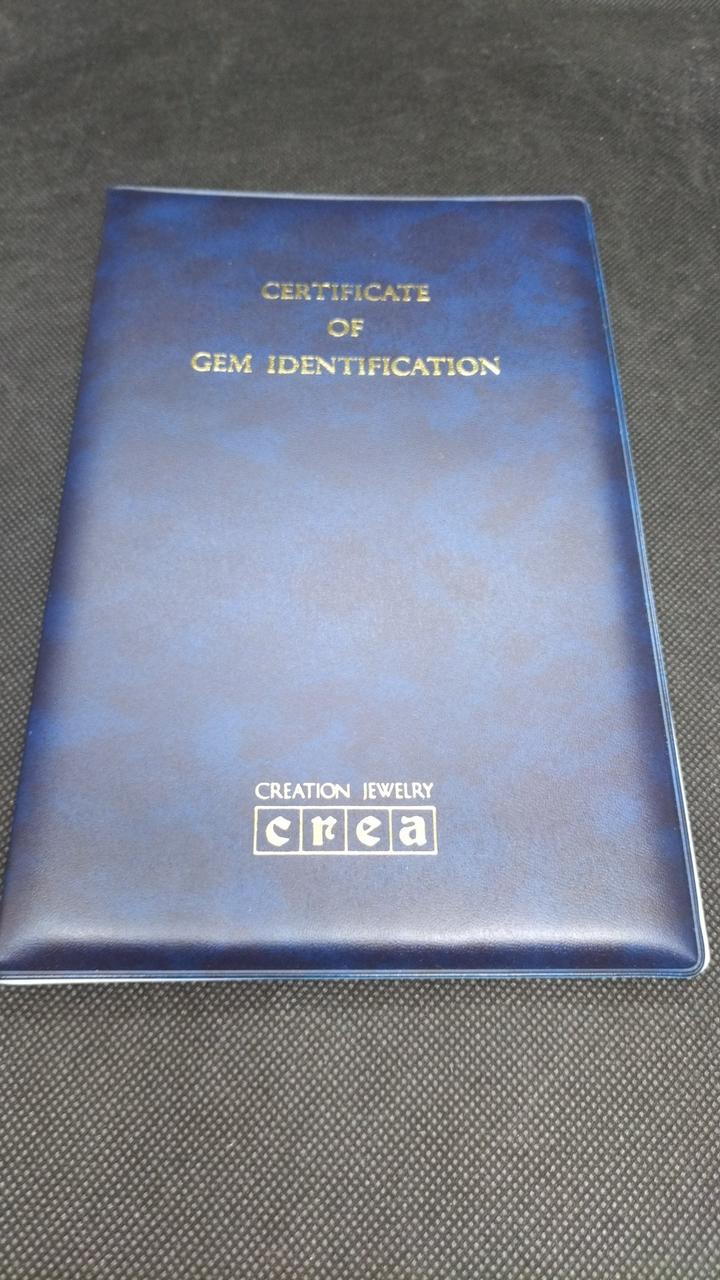 CERTIFICATE
OF
GEM IDENTIFICATION
CREATION JEWELRY
crea